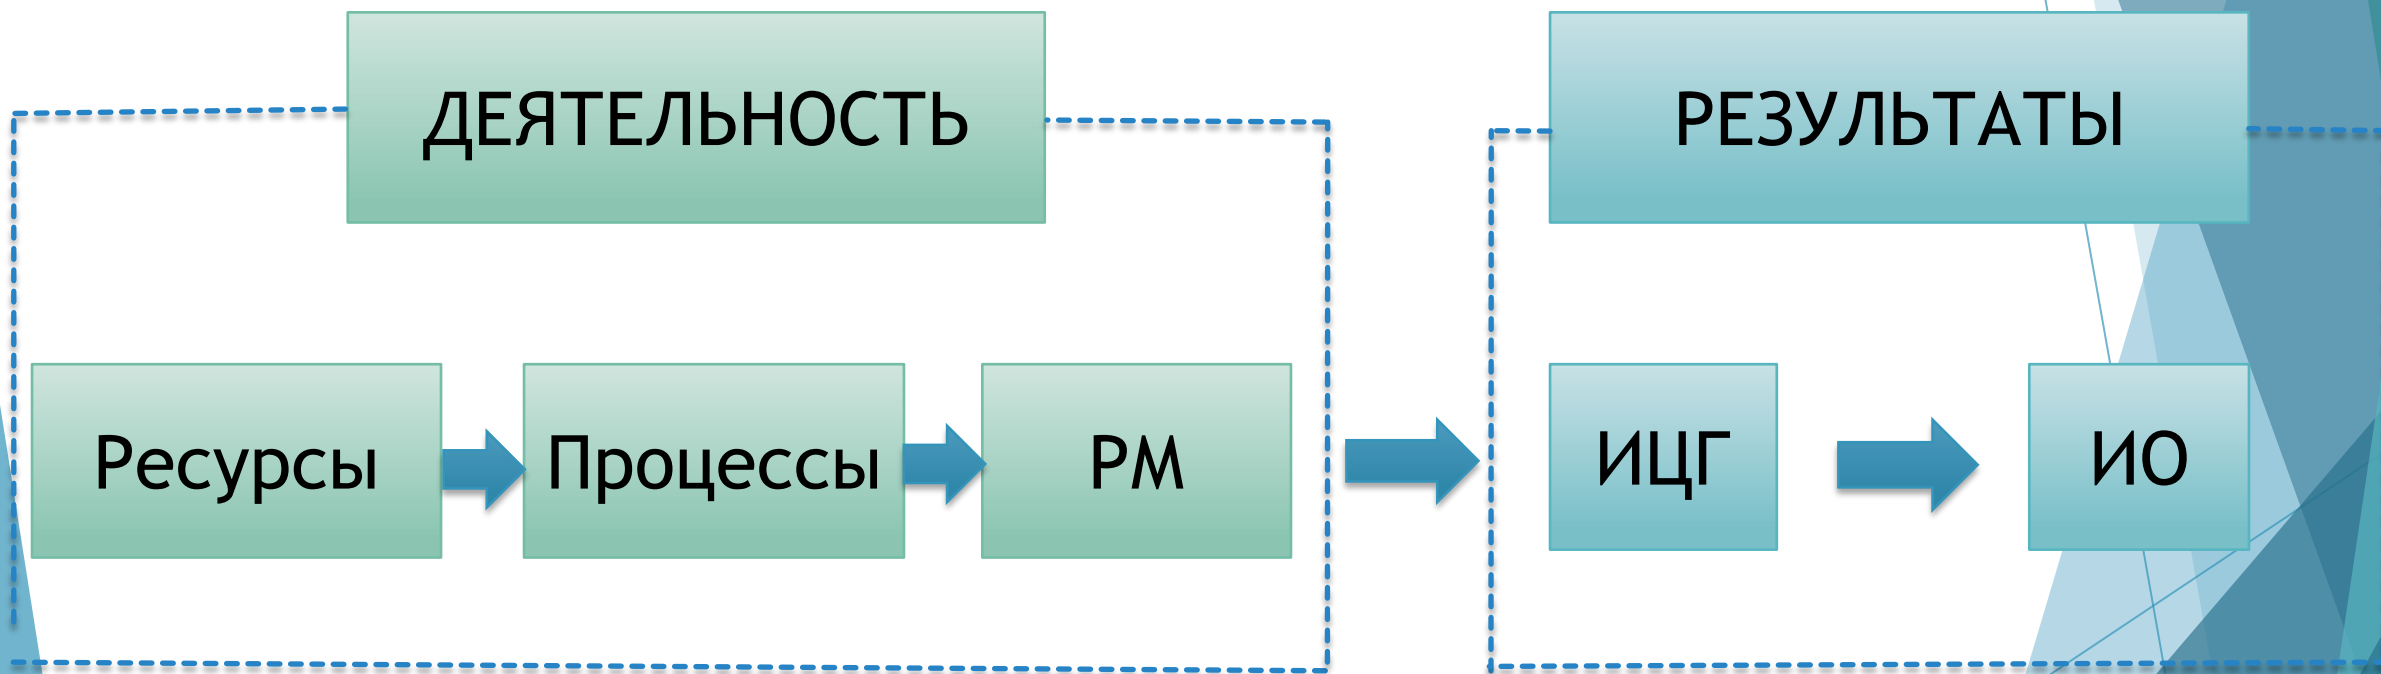 ДЕЯТЕЛЬНОСТЬ
РЕЗУЛЬТАТЫ
Ресурсы
Процессы
РМ
ИЦГ
ИО